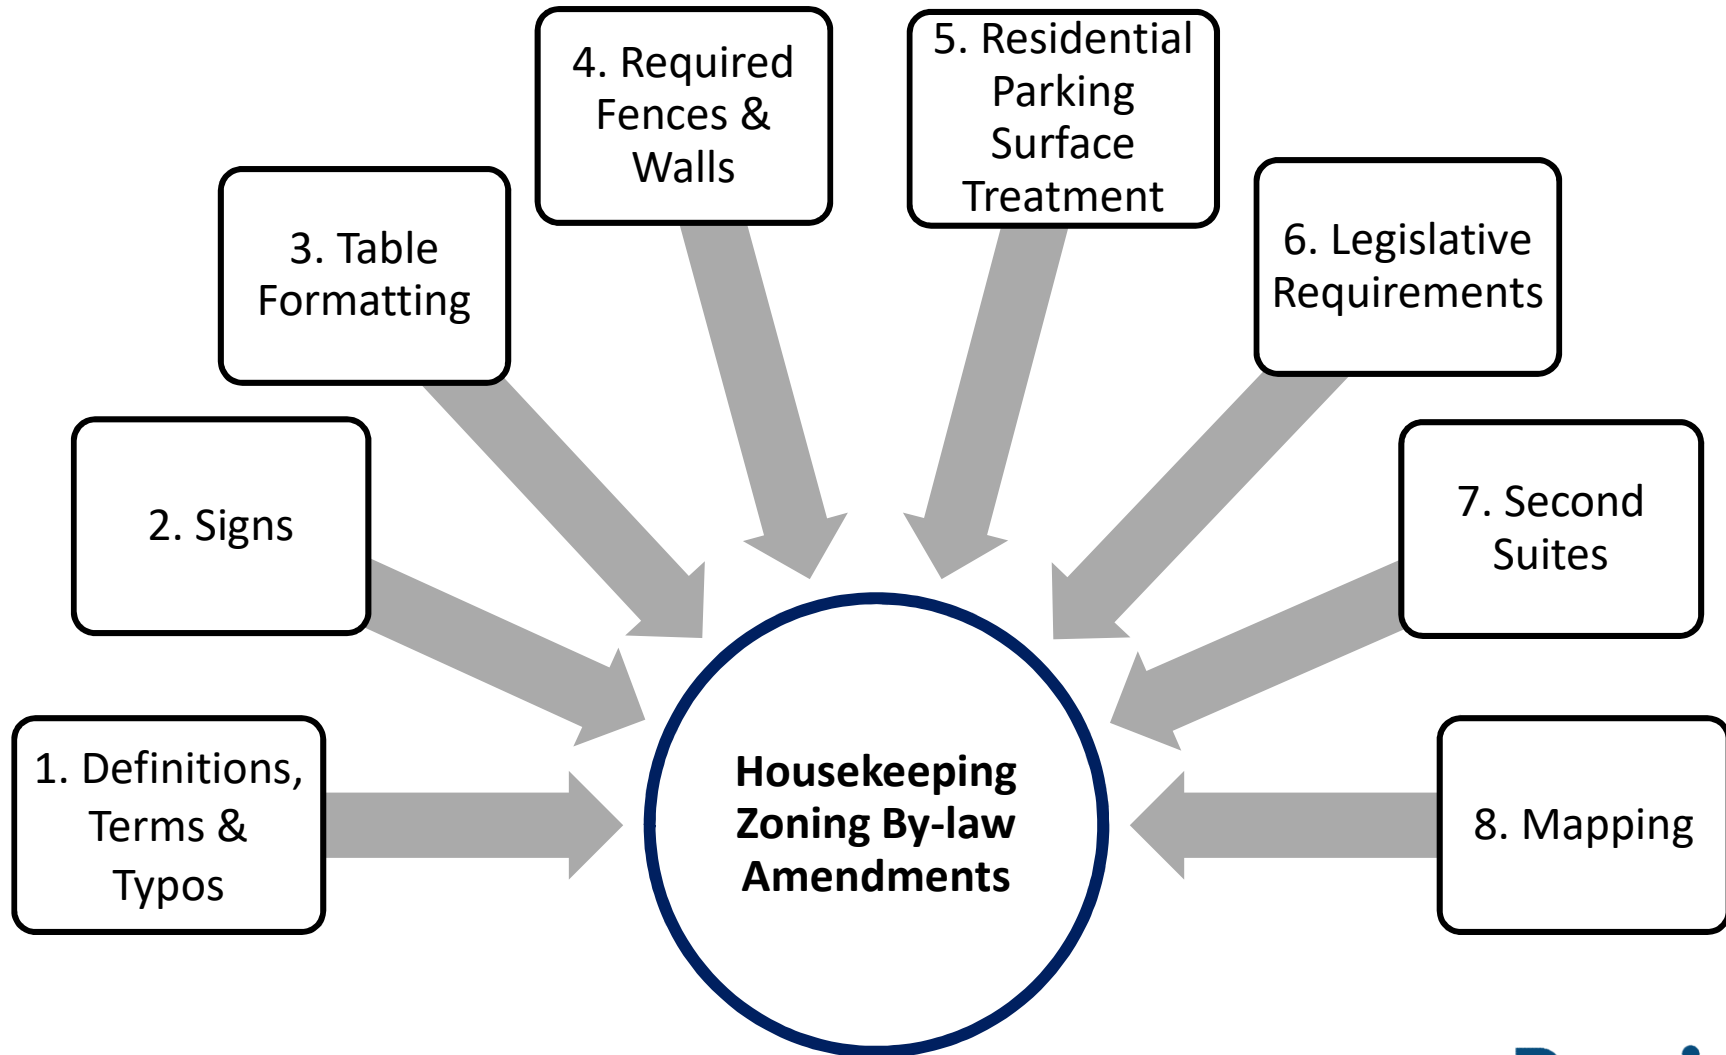 1. Definitions,
Terms &
Typos
2. Signs
3. Table
Formatting
4. Required
Fences &
Walls
5. Residential
Parking
Surface
Treatment
6. Legislative
Requirements
7. Second
Suites
8. Mapping
Housekeeping
Zoning By-law
Amendments